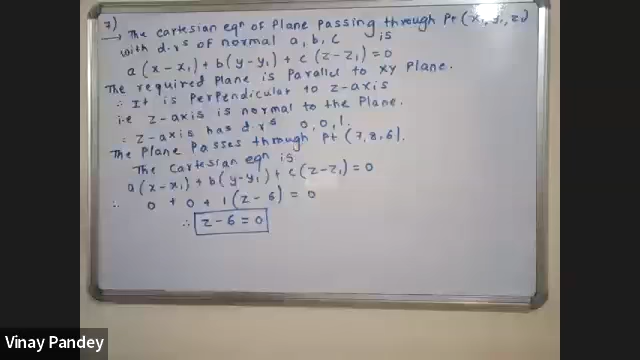 7)
→ The cartesian eqn of Plane Passing through Pt (x1, y1, z1)
with d.rs of normal a, b, c is
a (x - x1) + b (y - y1) + c (z - z1) = 0
The required Plane is Parallel to xy Plane.
∴ It is Perpendicular to z-axis
i.e z-axis is normal to the Plane.
∴ z-axis has d.rs 0, 0, 1.
The Plane Passes through Pt (7, 8, 6).
The Cartesian eqn is
a (x - x1) + b (y - y1) + c (z - z1) = 0
∴ 0 + 0 + 1 (z - 6) = 0
∴ z - 6 = 0
Vinay Pandey